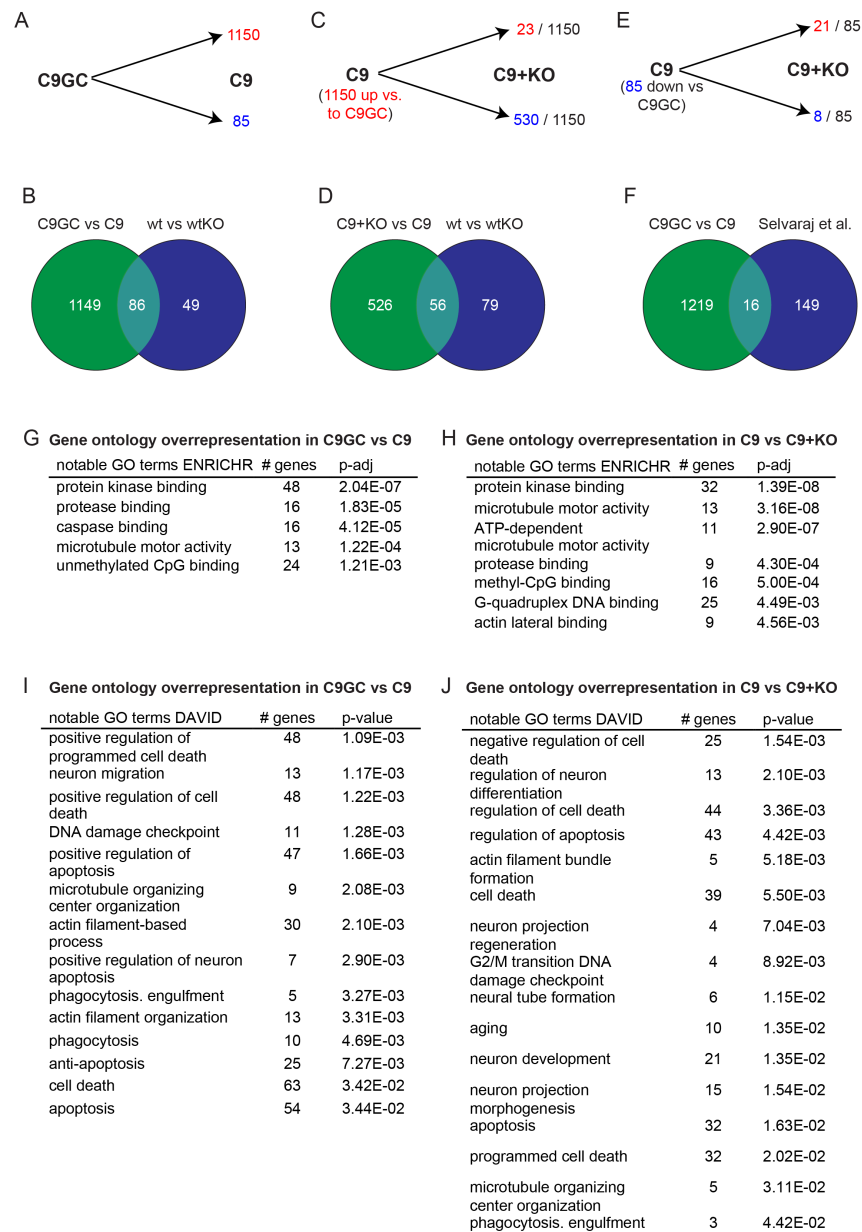 A
1150
C9GC
C9
85
C
23 / 1150
C9
C9+KO
(1150 up vs.
to C9GC)
530 / 1150
E
21 / 85
C9
C9+KO
(85 down vs
C9GC)
8 / 85
B
C9GC vs C9 wt vs wtKO
1149 86 49
D
C9+KO vs C9 wt vs wtKO
526 56 79
F
C9GC vs C9 Selvaraj et al.
1219 16 149
G Gene ontology overrepresentation in C9GC vs C9
notable GO terms ENRICHR # genes p-adj
protein kinase binding 48 2.04E-07
protease binding 16 1.83E-05
caspase binding 16 4.12E-05
microtubule motor activity 13 1.22E-04
unmethylated CpG binding 24 1.21E-03
H Gene ontology overrepresentation in C9 vs C9+KO
notable GO terms ENRICHR # genes p-adj
protein kinase binding 32 1.39E-08
microtubule motor activity 13 3.16E-08
ATP-dependent 11 2.90E-07
microtubule motor activity
protease binding 9 4.30E-04
methyl-CpG binding 16 5.00E-04
G-quadruplex DNA binding 25 4.49E-03
actin lateral binding 9 4.56E-03
I Gene ontology overrepresentation in C9GC vs C9
notable GO terms DAVID # genes p-value
positive regulation of 48 1.09E-03
programmed cell death
neuron migration 13 1.17E-03
positive regulation of cell 48 1.22E-03
death
DNA damage checkpoint 11 1.28E-03
positive regulation of 47 1.66E-03
apoptosis
microtubule organizing 9 2.08E-03
center organization
actin filament-based 30 2.10E-03
process
positive regulation of neuron 7 2.90E-03
apoptosis
phagocytosis. engulfment 5 3.27E-03
actin filament organization 13 3.31E-03
phagocytosis 10 4.69E-03
anti-apoptosis 25 7.27E-03
cell death 63 3.42E-02
apoptosis 54 3.44E-02
J Gene ontology overrepresentation in C9 vs C9+KO
notable GO terms DAVID # genes p-value
negative regulation of cell 25 1.54E-03
death
regulation of neuron 13 2.10E-03
differentiation
regulation of cell death 44 3.36E-03
regulation of apoptosis 43 4.42E-03
actin filament bundle 5 5.18E-03
formation
cell death 39 5.50E-03
neuron projection 4 7.04E-03
regeneration
G2/M transition DNA 4 8.92E-03
damage checkpoint
neural tube formation 6 1.15E-02
aging 10 1.35E-02
neuron development 21 1.35E-02
neuron projection 15 1.54E-02
morphogenesis
apoptosis 32 1.63E-02
programmed cell death 32 2.02E-02
microtubule organizing 5 3.11E-02
center organization
phagocytosis. engulfment 3 4.42E-02